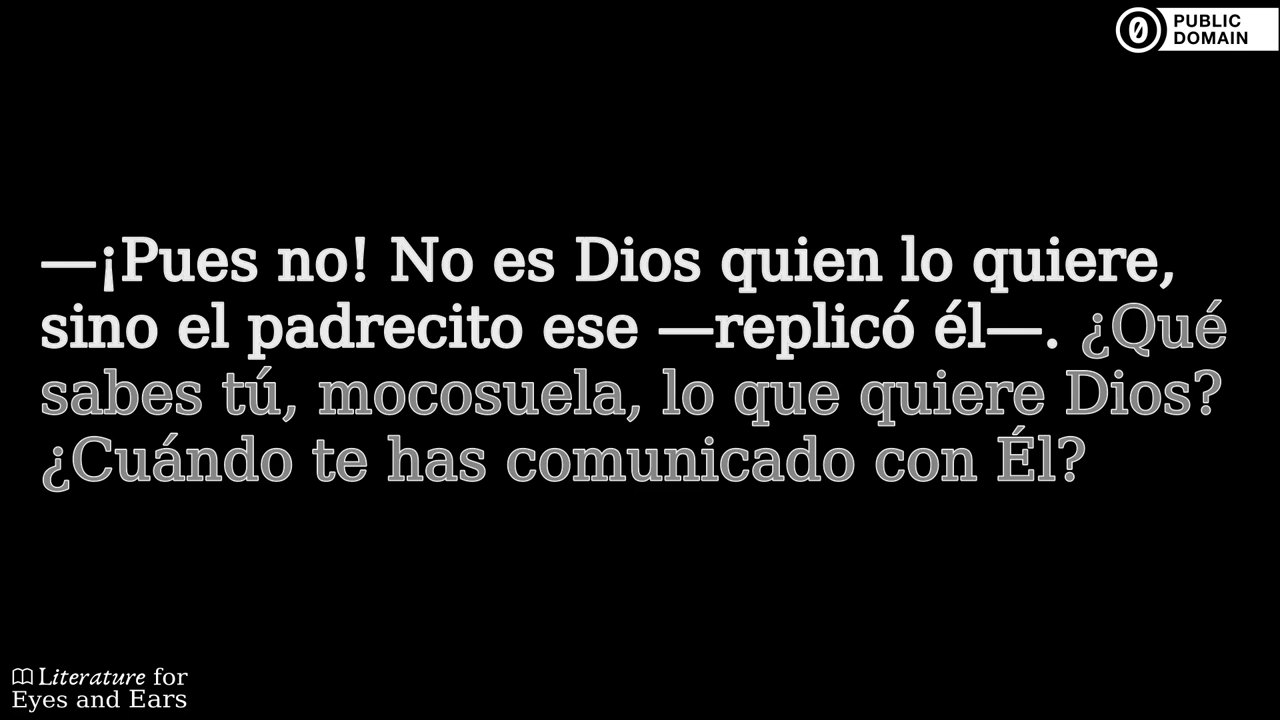 PUBLIC
DOMAIN
—¡Pues no! No es Dios quien lo quiere,
sino el padrecito ese —replicó él—. ¿Qué
sabes tú, mocosuela, lo que quiere Dios?
¿Cuándo te has comunicado con Él?
Literature for
Eyes and Ears